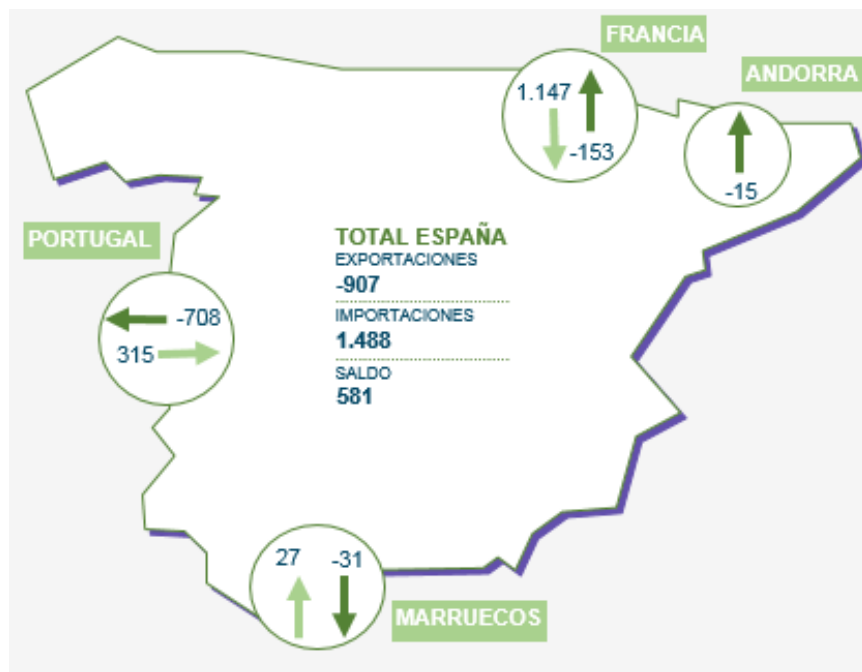 FRANCIA
1.147
-153
ANDORRA
-15
PORTUGAL
-708
315
TOTAL ESPAÑA
EXPORTACIONES
-907
IMPORTACIONES
1.488
SALDO
581
27 -31
MARRUECOS